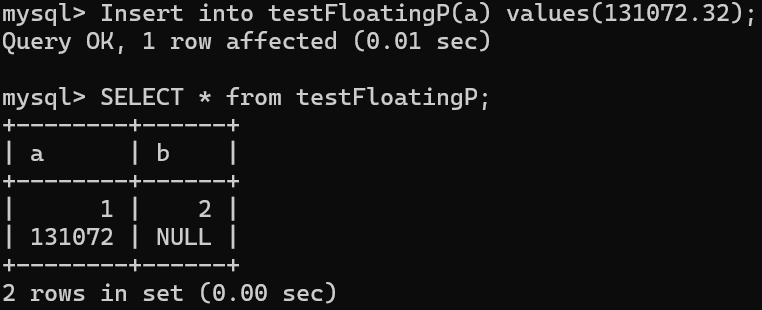 mysql> Insert into testFloatingP(a) values(131072.32);
Query OK, 1 row affected (0.01 sec)

mysql> SELECT * from testFloatingP;
+--------+------+
| a      | b    |
+--------+------+
|      1 |    2 |
| 131072 | NULL |
+--------+------+
2 rows in set (0.00 sec)